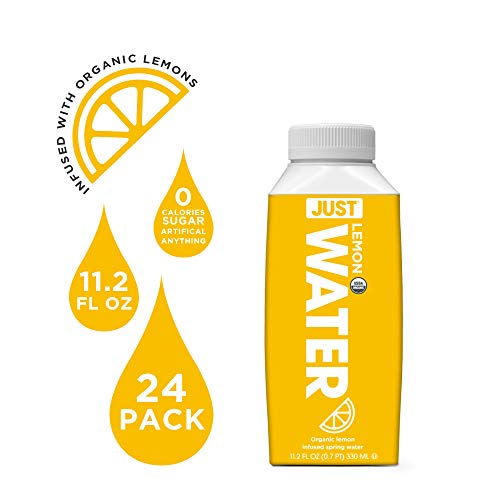 INFUSED WITH ORGANIC LEMONS
0
CALORIES
SUGAR
ARTIFICAL
ANYTHING
11.2
FL OZ
24
PACK
JUST
LEMON
WATER
USDA
ORGANIC
Organic lemon
infused spring water
11.2 FL OZ (0.7 PT) 330 ML U